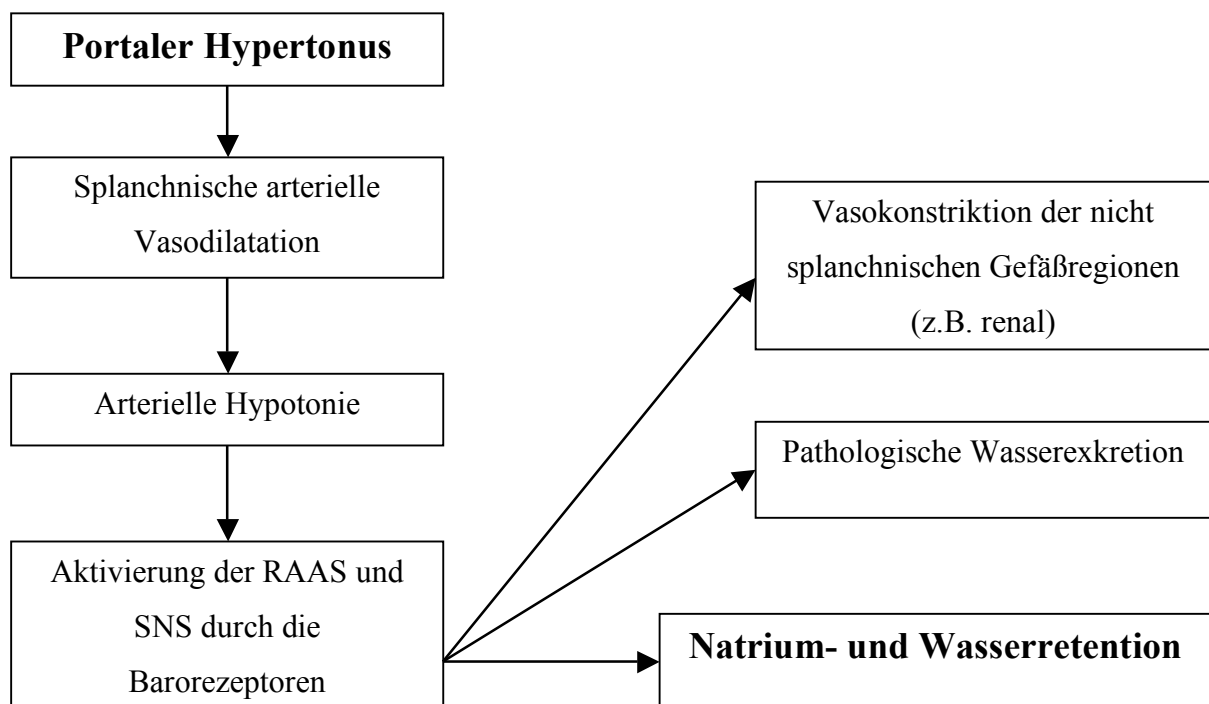 Portaler Hypertonus
Splanchnische arterielle
Vasodilatation
Arterielle Hypotonie
Aktivierung der RAAS und
SNS durch die
Barorezeptoren
Vasokonstriktion der nicht
splanchnischen Gefäßregionen
(z.B. renal)
Pathologische Wasserexkretion
Natrium- und Wasserretention